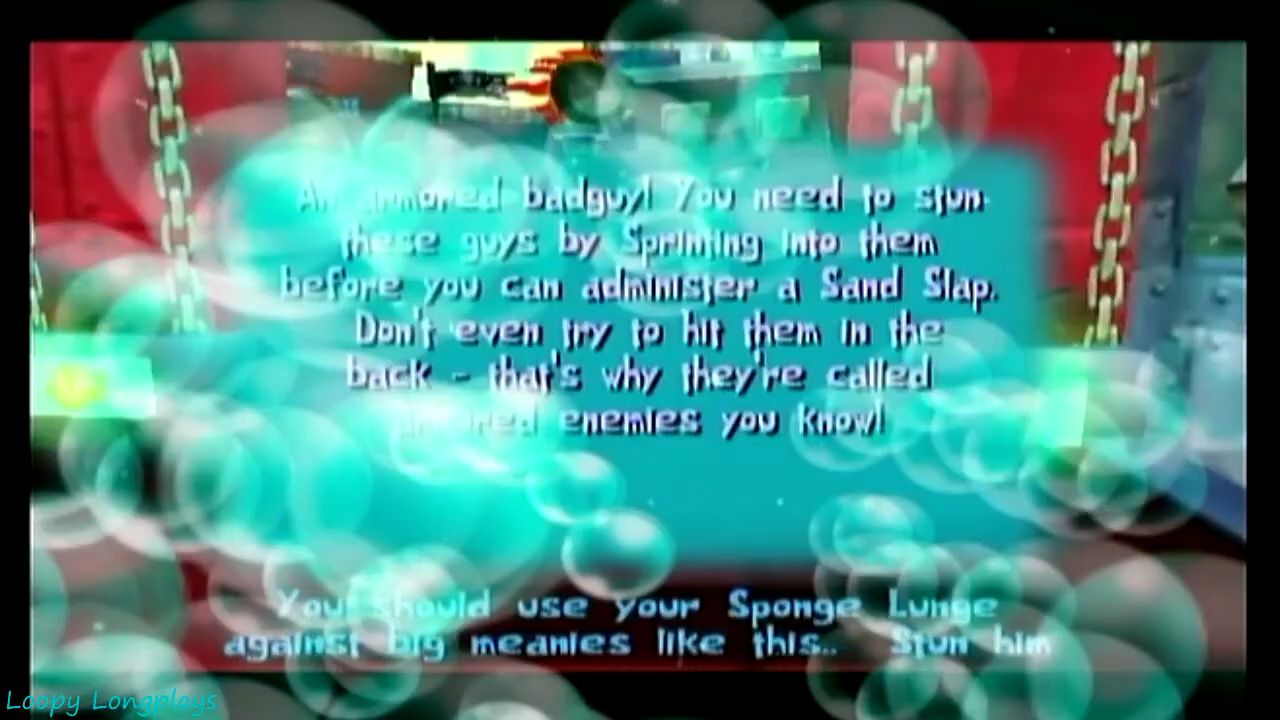 An armored badguy! You need to stun
these guys by Sprinting into them
before you can administer a Sand Slap.
Don't even try to hit them in the
back - that's why they're called
armored enemies you know!
You should use your Sponge Lunge
against big meanies like this.. Stun him
Loopy Longplays